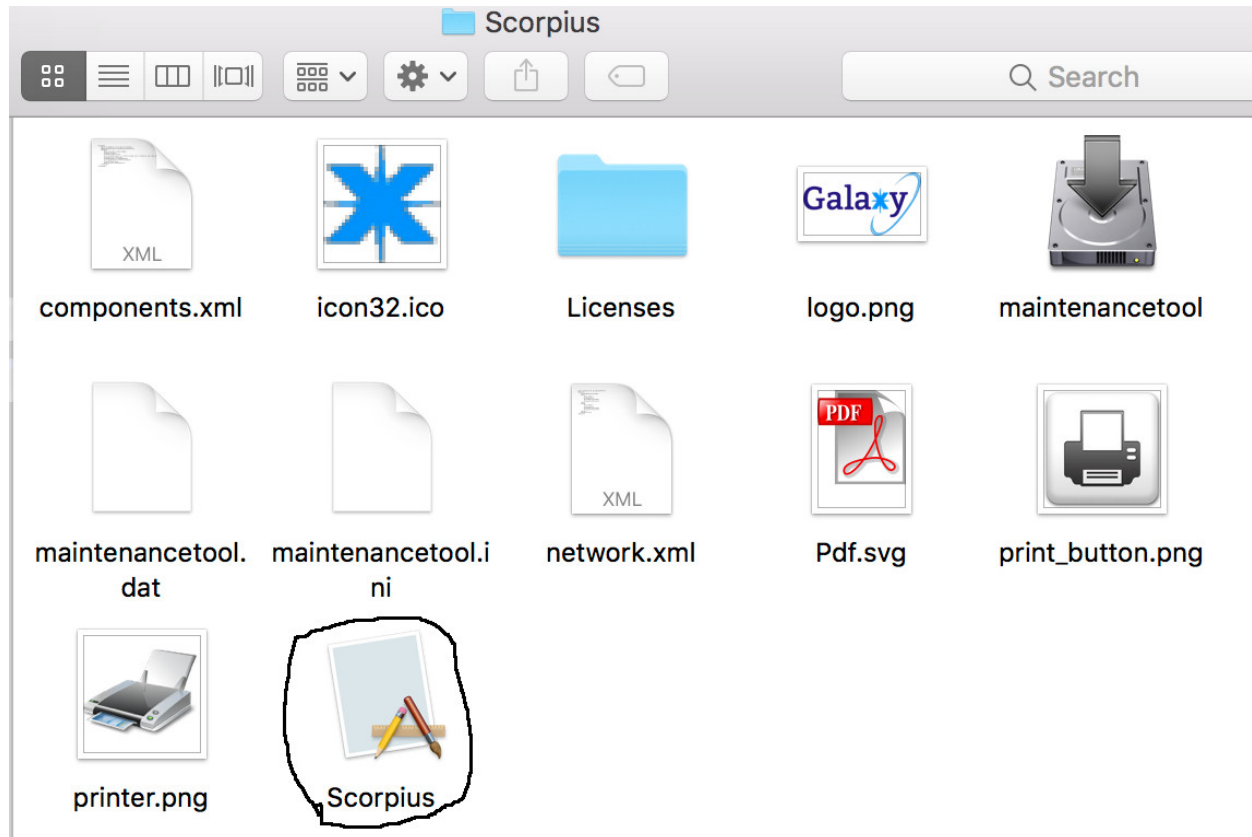 Scorpius
Search
XML
Galaxy
components.xml
icon32.ico
Licenses
logo.png
maintenancetool
XML
PDF
maintenancetool.
dat
maintenancetool.i
ni
network.xml
Pdf.svg
print_button.png
printer.png
Scorpius